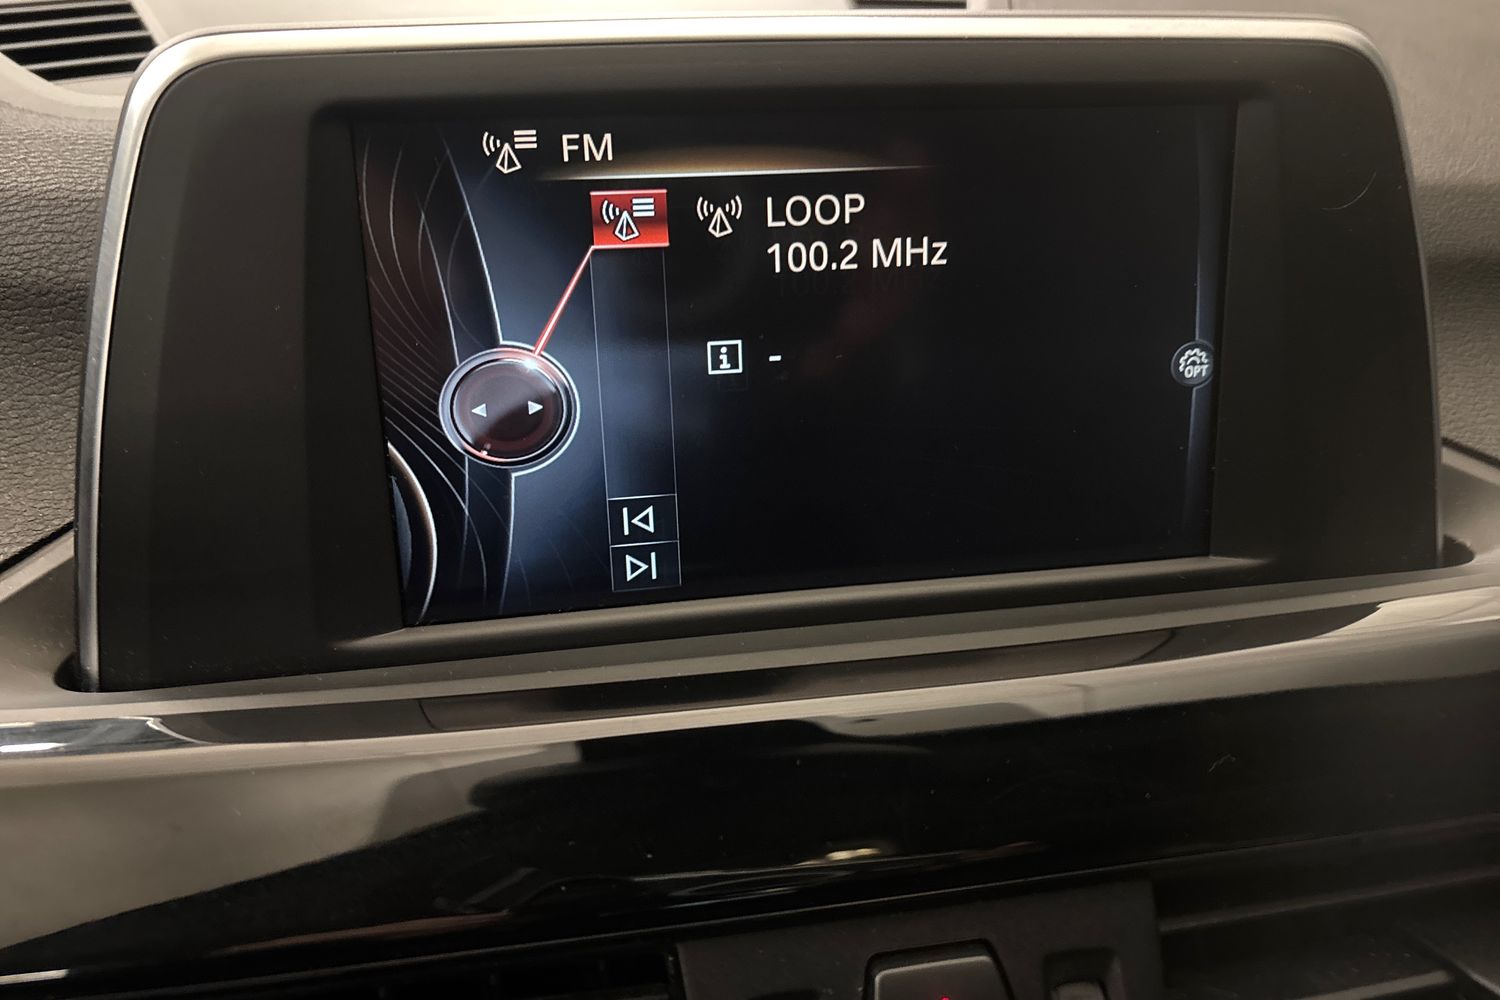 FM
LOOP
100.2 MHz
i -
OPT